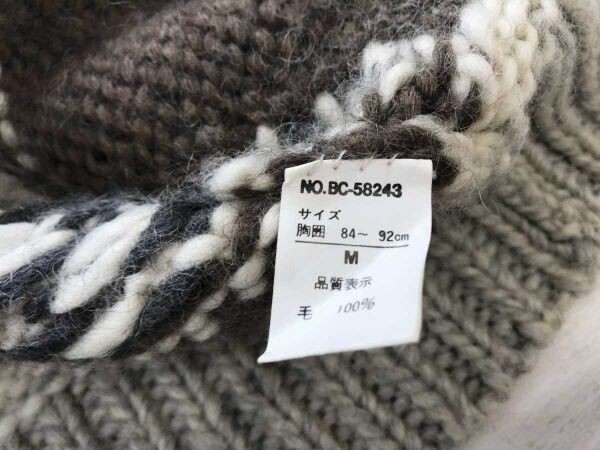 NO.BC-58243
サイズ
胸囲 84～ 92cm
M
品質表示
毛 100%